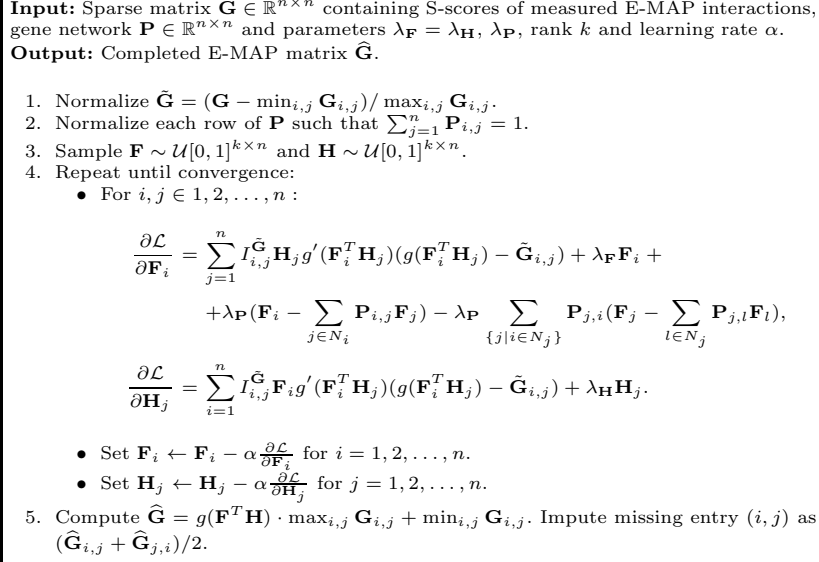 Input: Sparse matrix G ∈ ℝ^{n×n} containing S-scores of measured E-MAP interactions,
gene network P ∈ ℝ^{n×n} and parameters λ_F = λ_H, λ_P, rank k and learning rate α.
Output: Completed E-MAP matrix Ĝ.
1. Normalize G̃ = (G − min_{i,j} G_{i,j})/ max_{i,j} G_{i,j}.
2. Normalize each row of P such that ∑_{j=1}^{n} P_{i,j} = 1.
3. Sample F ∼ 𝒰[0, 1]^{k×n} and H ∼ 𝒰[0, 1]^{k×n}.
4. Repeat until convergence:
• For i, j ∈ 1, 2, . . . , n :
∂ℒ/∂F_i = ∑_{j=1}^{n} I_{i,j}^{G̃} H_j g′(F_i^T H_j)(g(F_i^T H_j) − G̃_{i,j}) + λ_F F_i +
+λ_P(F_i − ∑_{j∈N_i} P_{i,j} F_j) − λ_P ∑_{{j|i∈N_j}} P_{j,i}(F_j − ∑_{l∈N_j} P_{j,l} F_l),
∂ℒ/∂H_j = ∑_{i=1}^{n} I_{i,j}^{G̃} F_i g′(F_i^T H_j)(g(F_i^T H_j) − G̃_{i,j}) + λ_H H_j.
• Set F_i ← F_i − α ∂ℒ/∂F_i for i = 1, 2, . . . , n.
• Set H_j ← H_j − α ∂ℒ/∂H_j for j = 1, 2, . . . , n.
5. Compute Ĝ = g(F^T H) · max_{i,j} G_{i,j} + min_{i,j} G_{i,j}. Impute missing entry (i, j) as
(Ĝ_{i,j} + Ĝ_{j,i})/2.